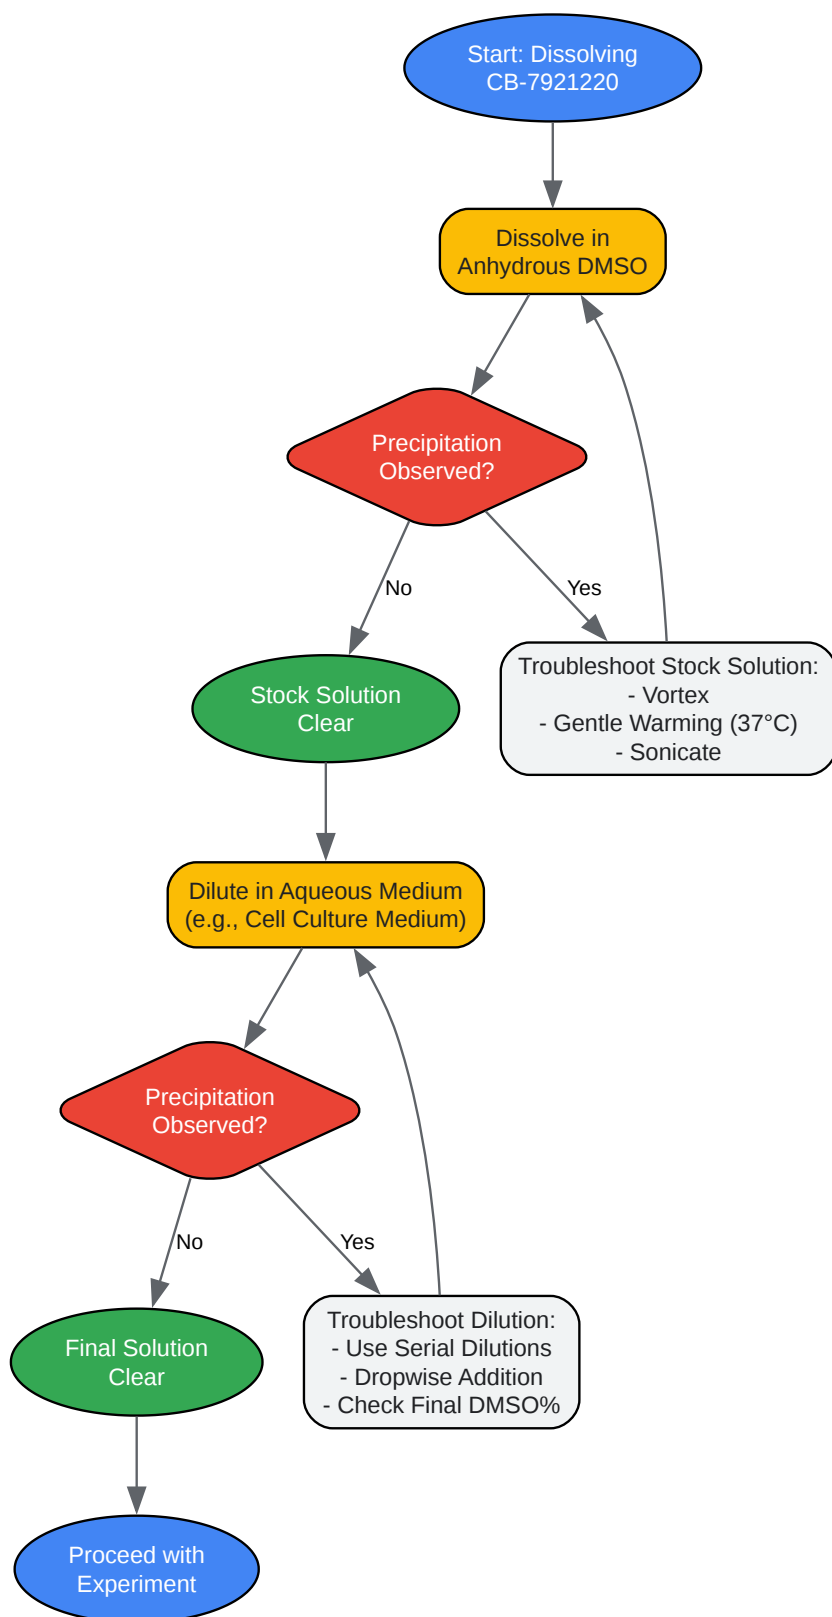 Start: Dissolving
CB-7921220
Dissolve in
Anhydrous DMSO
Precipitation
Observed?
No
Yes
Stock Solution
Clear
Troubleshoot Stock Solution:
- Vortex
- Gentle Warming (37°C)
- Sonicate
Dilute in Aqueous Medium
(e.g., Cell Culture Medium)
Precipitation
Observed?
No
Yes
Final Solution
Clear
Troubleshoot Dilution:
- Use Serial Dilutions
- Dropwise Addition
- Check Final DMSO%
Proceed with
Experiment